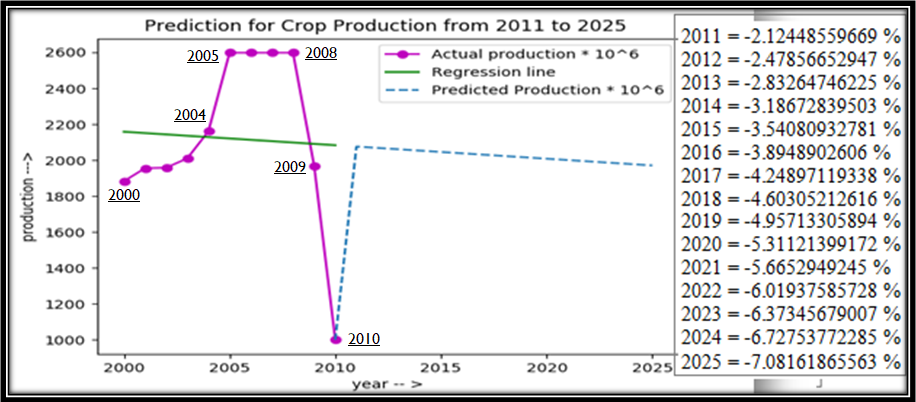 Prediction for Crop Production from 2011 to 2025
Actual production * 10^6
Regression line
Predicted Production * 10^6
production --->
2600
2400
2200
2000
1800
1600
1400
1200
1000
2005
2008
2004
2009
2000
2010
2000
2005
2010
2015
2020
2025
year -- >
2011 = -2.12448559669 %
2012 = -2.47856652947 %
2013 = -2.83264746225 %
2014 = -3.18672839503 %
2015 = -3.54080932781 %
2016 = -3.8948902606 %
2017 = -4.24897119338 %
2018 = -4.60305212616 %
2019 = -4.95713305894 %
2020 = -5.31121399172 %
2021 = -5.6652949245 %
2022 = -6.01937585728 %
2023 = -6.37345679007 %
2024 = -6.72753772285 %
2025 = -7.08161865563 %